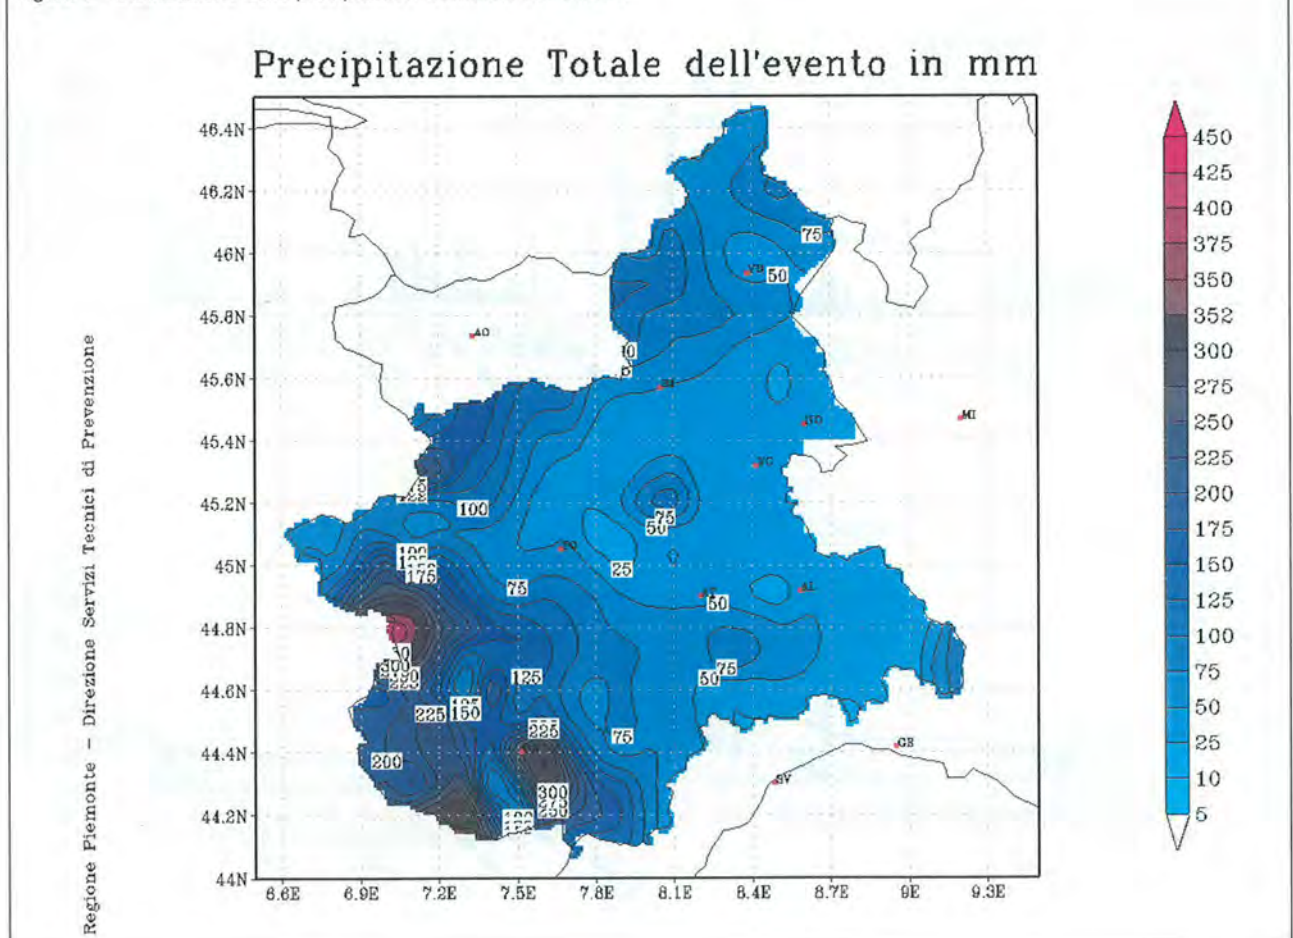 Precipitazione Totale dell'evento in mm
46.4N
46.2N
46N
45.8N
45.6N
45.4N
45.2N
45N
44.8N
44.6N
44.4N
44.2N
44N
6.6E 6.9E 7.2E 7.5E 7.8E 8.1E 8.4E 8.7E 9E 9.3E
450
425
400
375
350
352
300
275
250
225
200
175
150
125
100
75
50
25
10
5
Regione Piemonte - Direzione Servizi Tecnici di Prevenzione
75
VB
50
AO
MI
VC
100
75
50
25
TO
175
75
AL
50
75
50
125
150
225
225
75
200
GE
SV
300